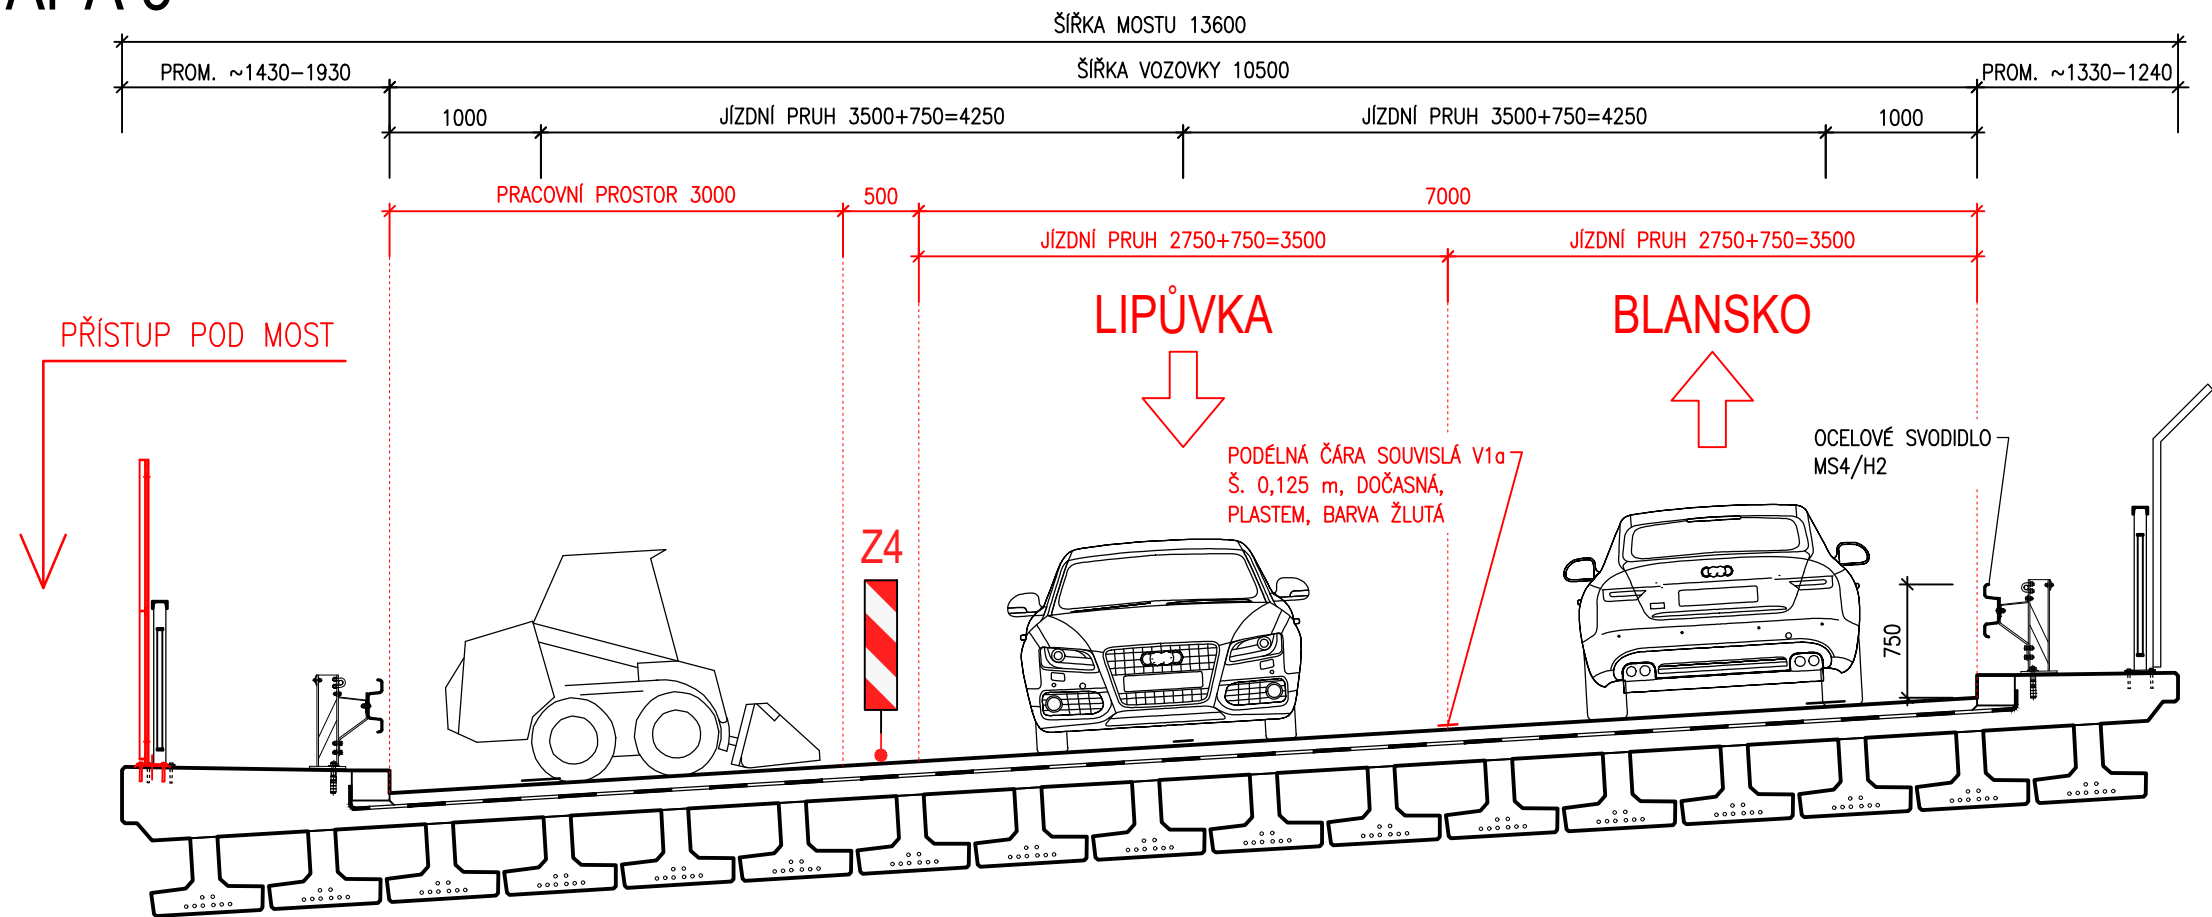 ŠÍŘKA MOSTU 13600
PROM. ~1430-1930
ŠÍŘKA VOZOVKY 10500
PROM. ~1330-1240
1000
JÍZDNÍ PRUH 3500+750=4250
JÍZDNÍ PRUH 3500+750=4250
1000
PRACOVNÍ PROSTOR 3000
500
7000
JÍZDNÍ PRUH 2750+750=3500
JÍZDNÍ PRUH 2750+750=3500
LIPŮVKA
BLANSKO
PŘÍSTUP POD MOST
PODÉLNÁ ČÁRA SOUVISLÁ V1a
Š. 0,125 m, DOČASNÁ,
PLASTEM, BARVA ŽLUTÁ
OCELOVÉ SVODIDLO
MS4/H2
Z4
750